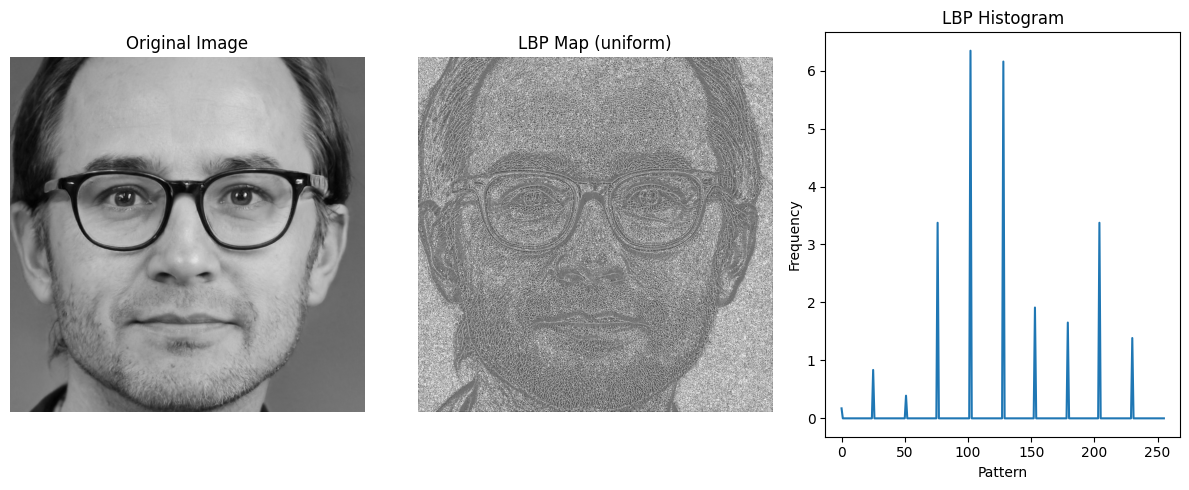 Original Image
LBP Map (uniform)
LBP Histogram
Frequency
6
5
4
3
2
1
0
0 50 100 150 200 250
Pattern